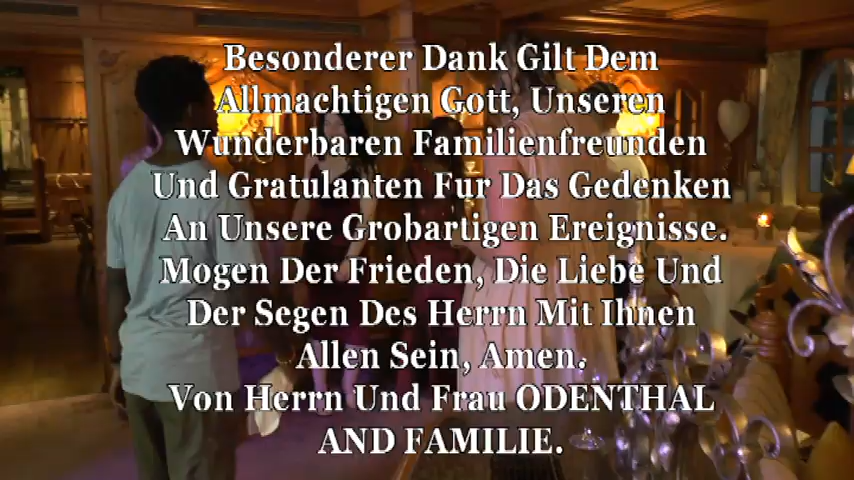 Besonderer Dank Gilt Dem
Allmachtigen Gott, Unseren
Wunderbaren Familienfreunden
Und Gratulanten Fur Das Gedenken
An Unsere Grobartigen Ereignisse.
Mogen Der Frieden, Die Liebe Und
Der Segen Des Herrn Mit Ihnen
Allen Sein, Amen.
Von Herrn Und Frau ODENTHAL
AND FAMILIE.